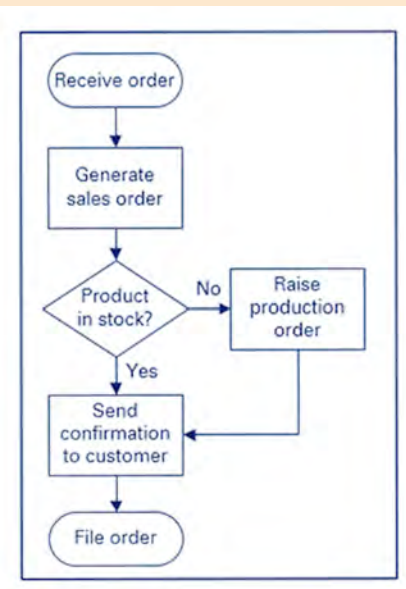 Receive order
Generate
sales order
Product
in stock?
No
Raise
production
order
Yes
Send
confirmation
to customer
File order